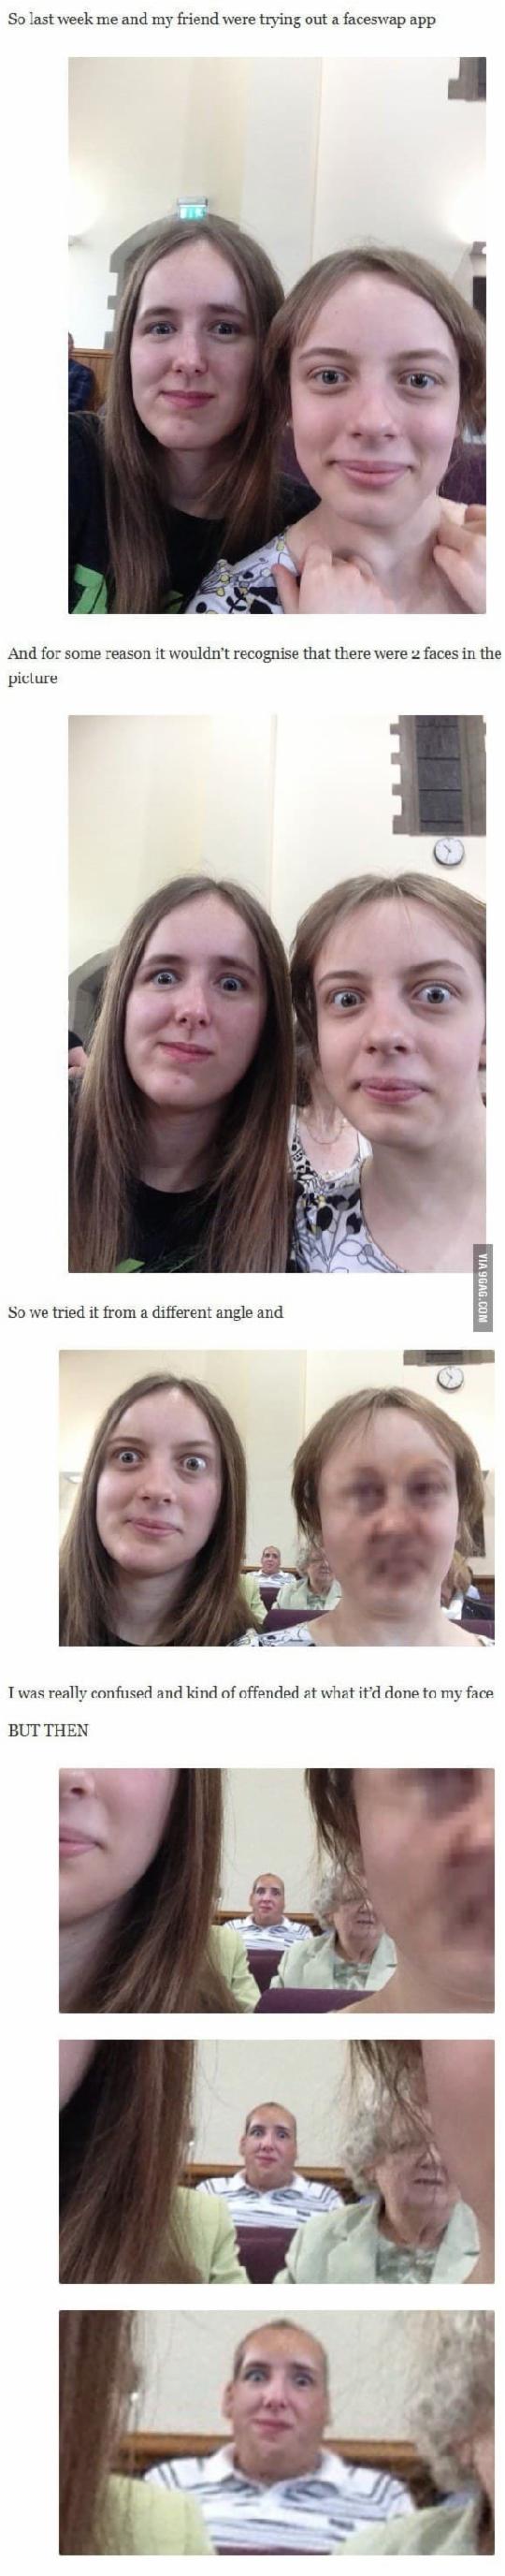 So last week me and my friend were trying out a faceswap app
And for some reason it wouldn't recognise that there were 2 faces in the
picture
VIA 9GAG.COM
So we tried it from a different angle and
I was really confused and kind of offended at what it'd done to my face
BUT THEN